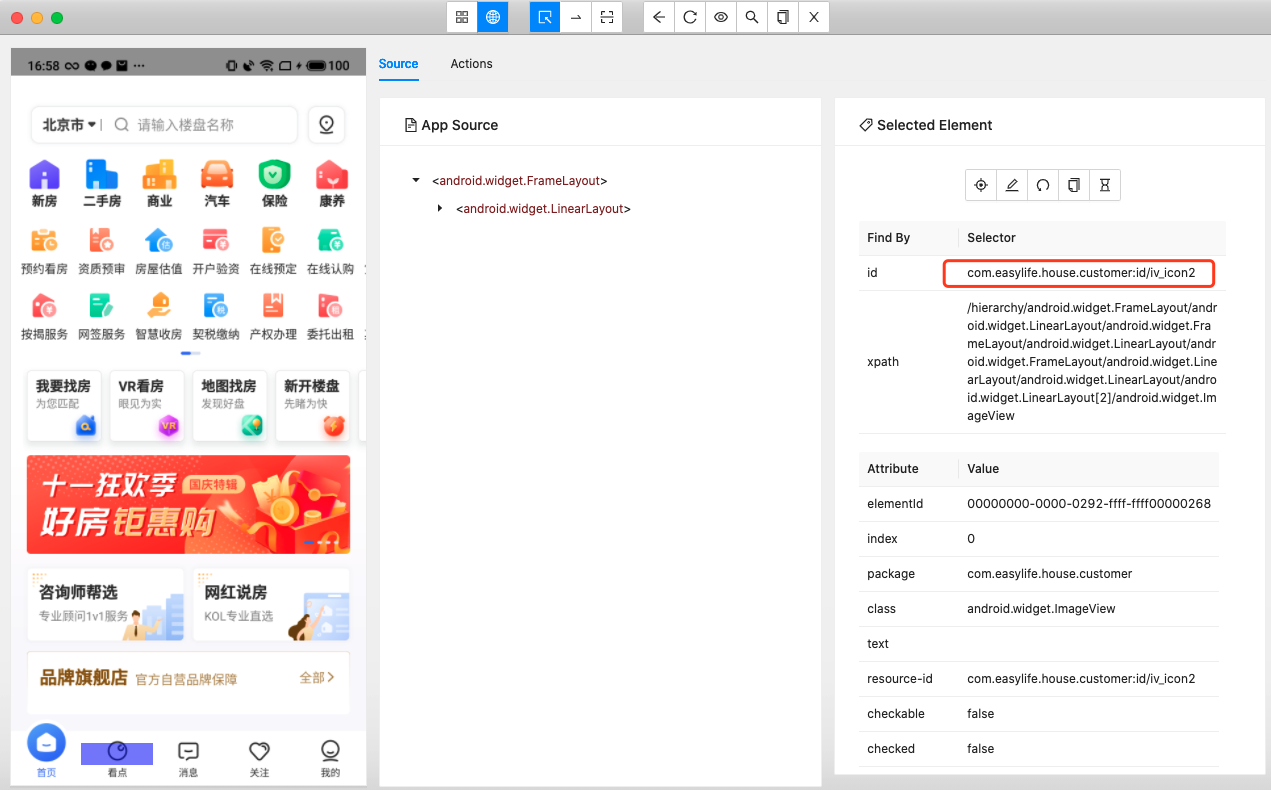 16:58
100
北京市
请输入楼盘名称
新房
二手房
商业
汽车
保险
康养
预约看房
资质预审
房屋估值
开户验资
在线预定
在线认购
按揭服务
网签服务
智慧收房
契税缴纳
产权办理
委托出租
我要找房
为您匹配
VR看房
眼见为实
VR
地图找房
发现好盘
新开楼盘
先睹为快
十一狂欢季
国庆特辑
好房钜惠购
咨询师帮选
专业顾问1v1服务
网红说房
KOL专业直选
品牌旗舰店 官方自营品牌保障
全部
首页
看点
消息
关注
我的
Source
Actions
App Source
<android.widget.FrameLayout>
<android.widget.LinearLayout>
Selected Element
Find By
Selector
id
com.easylife.house.customer:id/iv_icon2
xpath
/hierarchy/android.widget.FrameLayout/andr
oid.widget.LinearLayout/android.widget.Fra
meLayout/android.widget.LinearLayout/andr
oid.widget.FrameLayout/android.widget.Line
arLayout/android.widget.LinearLayout/andro
id.widget.LinearLayout[2]/android.widget.Im
ageView
Attribute
Value
elementId
00000000-0000-0292-ffff-ffff00000268
index
0
package
com.easylife.house.customer
class
android.widget.ImageView
text
resource-id
com.easylife.house.customer:id/iv_icon2
checkable
false
checked
false